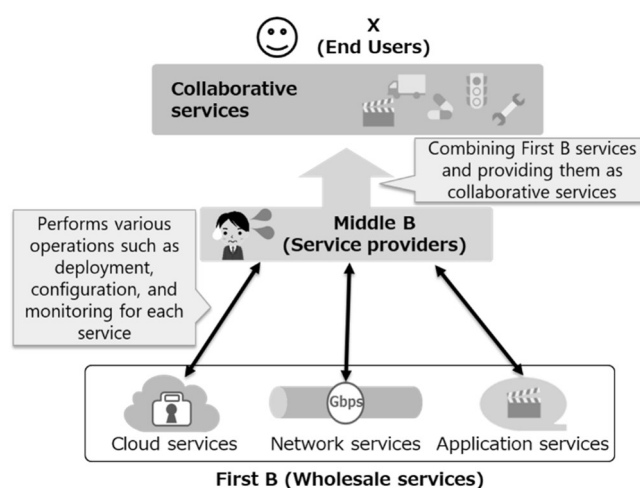 X
(End Users)
Collaborative
services
Combining First B services
and providing them as
collaborative services
Middle B
(Service providers)
Performs various
operations such as
deployment,
configuration, and
monitoring for each
service
Gbps
Cloud services
Network services
Application services
First B (Wholesale services)